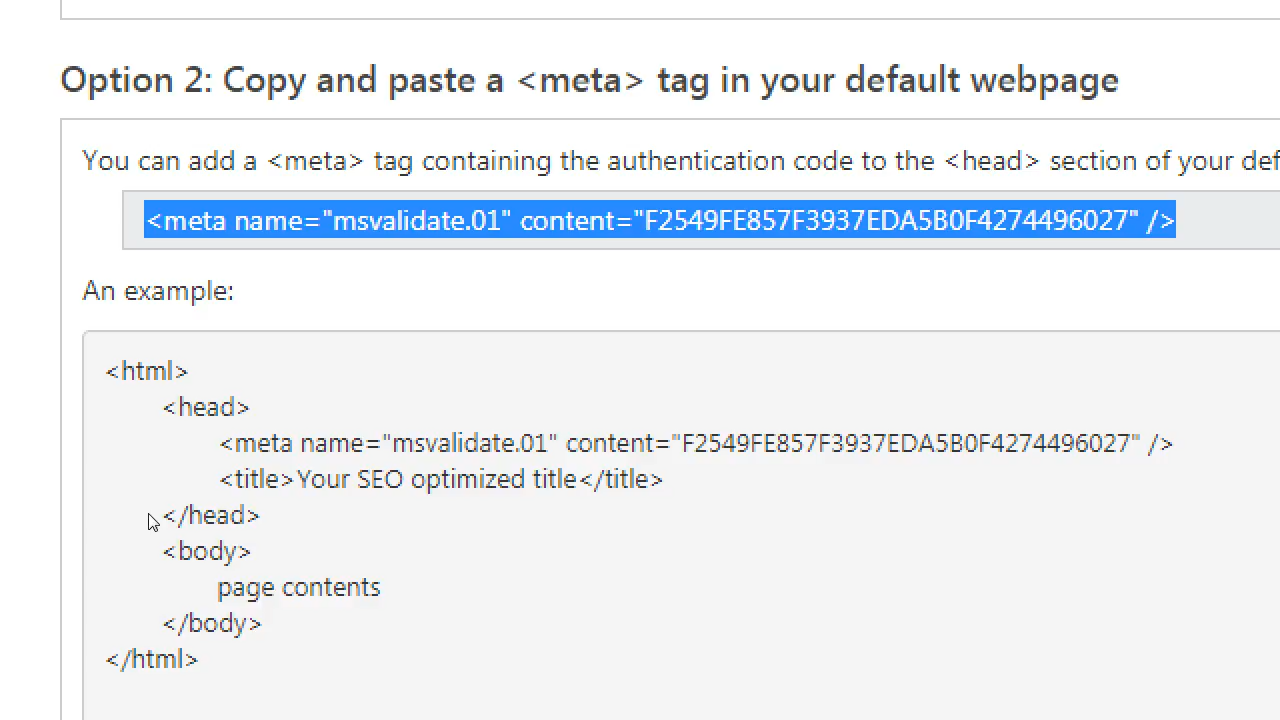 Option 2: Copy and paste a <meta> tag in your default webpage
You can add a <meta> tag containing the authentication code to the <head> section of your
<meta name="msvalidate.01" content="F2549FE857F3937EDA5B0F4274496027" />
An example:
<html>
<head>
<meta name="msvalidate.01" content="F2549FE857F3937EDA5B0F4274496027" />
<title>Your SEO optimized title</title>
</head>
<body>
page contents
</body>
</html>